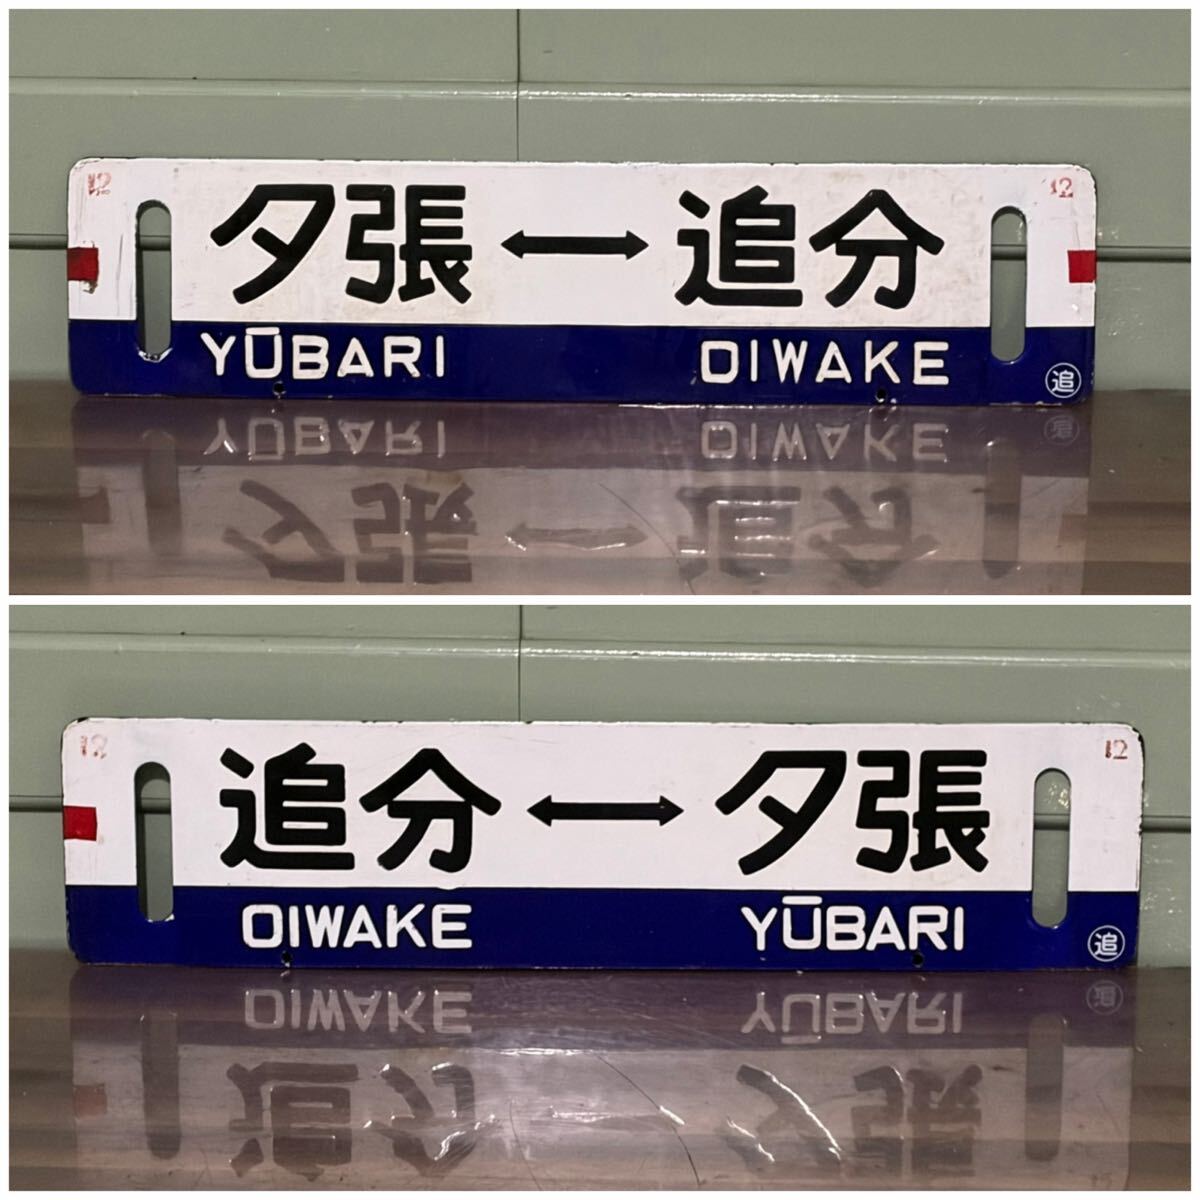 12 12
夕張 ↔ 追分
YŪBARI OIWAKE
追
12 12
追分 ↔ 夕張
OIWAKE YŪBARI
追